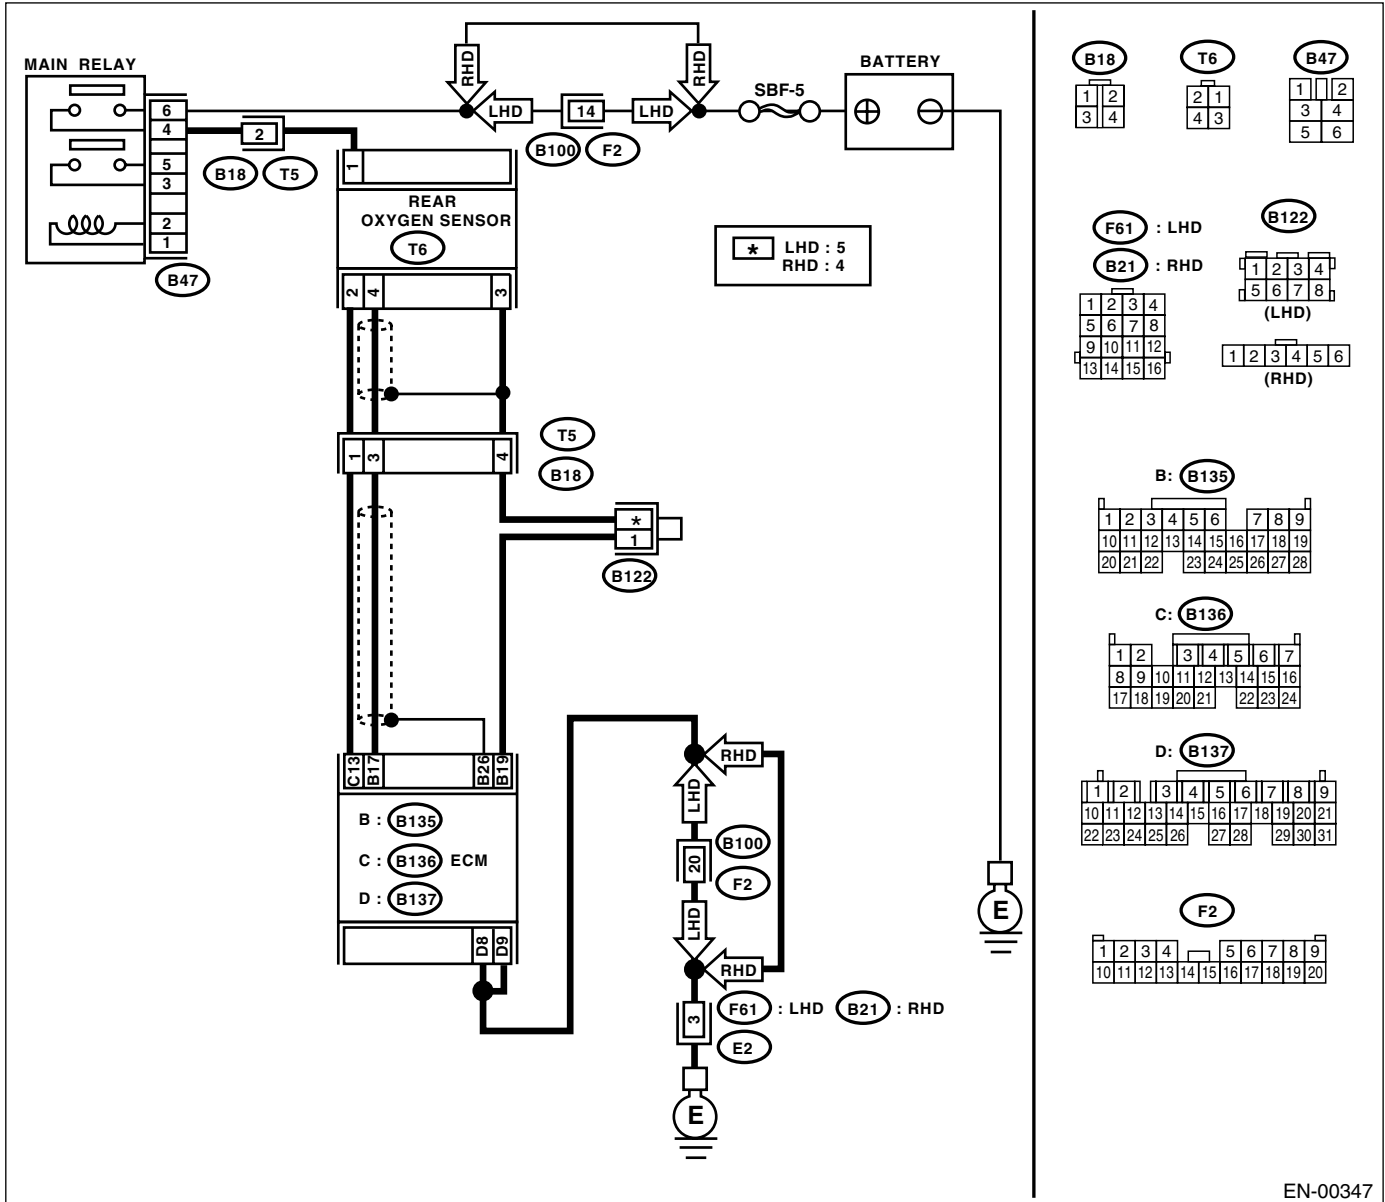 MAIN RELAY
6
4
5
3
2
1
B47
2
B18 T5
1
REAR
OXYGEN SENSOR
T6
2 4 3
RHD RHD
LHD 14 LHD
B100 F2
SBF-5
BATTERY
* LHD : 5
RHD : 4
1 3 4
T5
B18
*
1
B122
C13 B17 B26 B19
B : B135
C : B136 ECM
D : B137
D8 D9
RHD
LHD
20
B100
F2
LHD
RHD
3
F61 : LHD B21 : RHD
E2
E
E
B18
1 2
3 4
T6
2 1
4 3
B47
1 2
3 4
5 6
F61 : LHD
B21 : RHD
1 2 3 4
5 6 7 8
9 10 11 12
13 14 15 16
B122
1 2 3 4
5 6 7 8
(LHD)
1 2 3 4 5 6
(RHD)
B: B135
1 2 3 4 5 6 7 8 9
10 11 12 13 14 15 16 17 18 19
20 21 22 23 24 25 26 27 28
C: B136
1 2 3 4 5 6 7
8 9 10 11 12 13 14 15 16
17 18 19 20 21 22 23 24
D: B137
1 2 3 4 5 6 7 8 9
10 11 12 13 14 15 16 17 18 19 20 21
22 23 24 25 26 27 28 29 30 31
F2
1 2 3 4 5 6 7 8 9
10 11 12 13 14 15 16 17 18 19 20
EN-00347